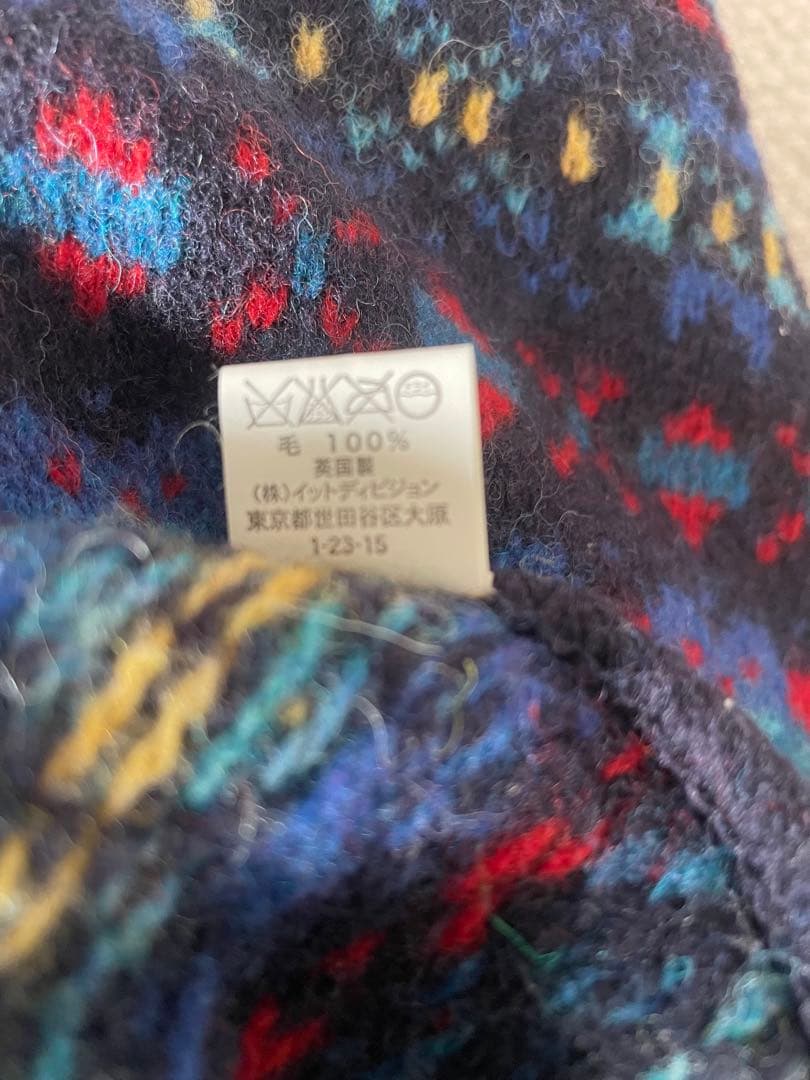 毛 100%
英国製
(株)イットディビジョン
東京都世田谷区大原
1-23-15